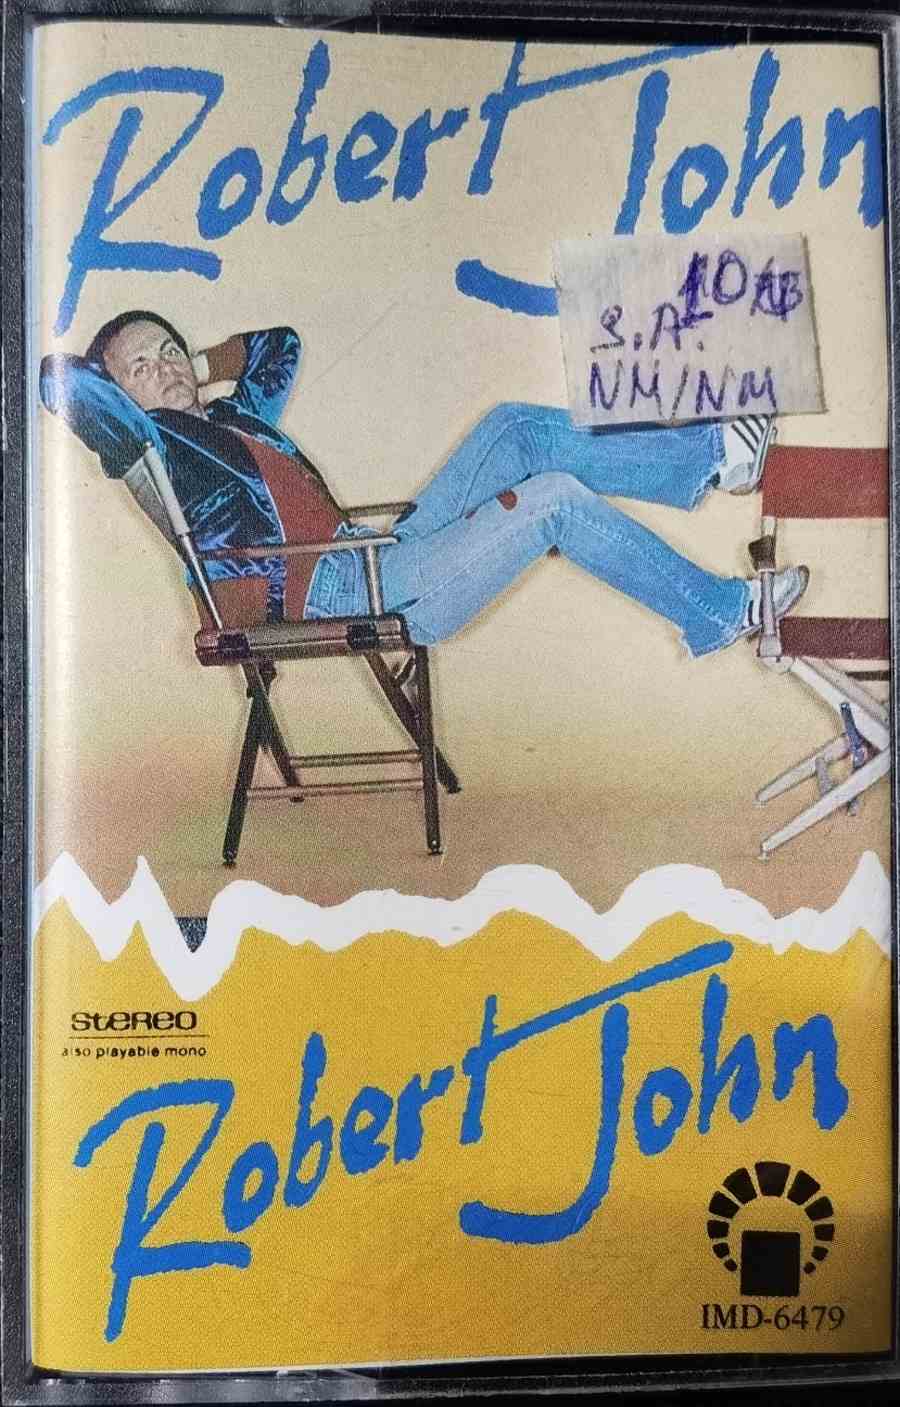 Robert John
10
S.A.
NM/NM
stereo
also playable mono
Robert John
IMD-6479